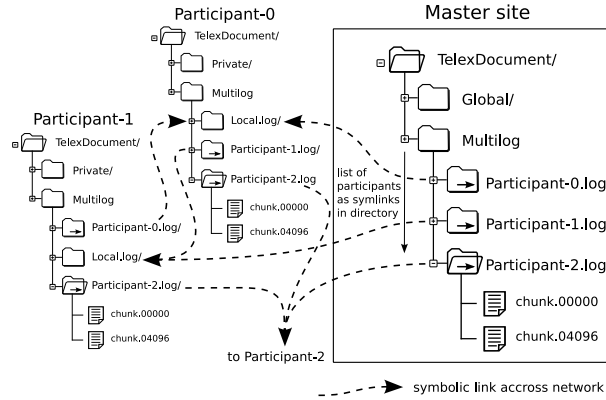 Participant-0
TelexDocument/
Private/
Multilog
Local.log/
Participant-1.log/
Participant-2.log/
chunk.00000
chunk.04096
Participant-1
TelexDocument/
Private/
Multilog
Participant-0.log/
Local.log/
Participant-2.log/
chunk.00000
chunk.04096
to Participant-2
Master site
TelexDocument/
Global/
Multilog
list of
participants
as symlinks
in directory
Participant-0.log
Participant-1.log
Participant-2.log
chunk.00000
chunk.04096
symbolic link accross network